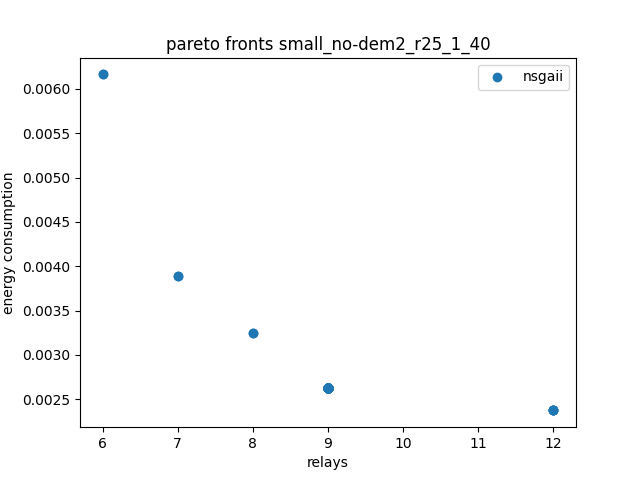 pareto fronts small_no-dem2_r25_1_40
nsgaii
0.0060
0.0055
0.0050
0.0045
0.0040
0.0035
0.0030
0.0025
energy consumption
6 7 8 9 10 11 12
relays